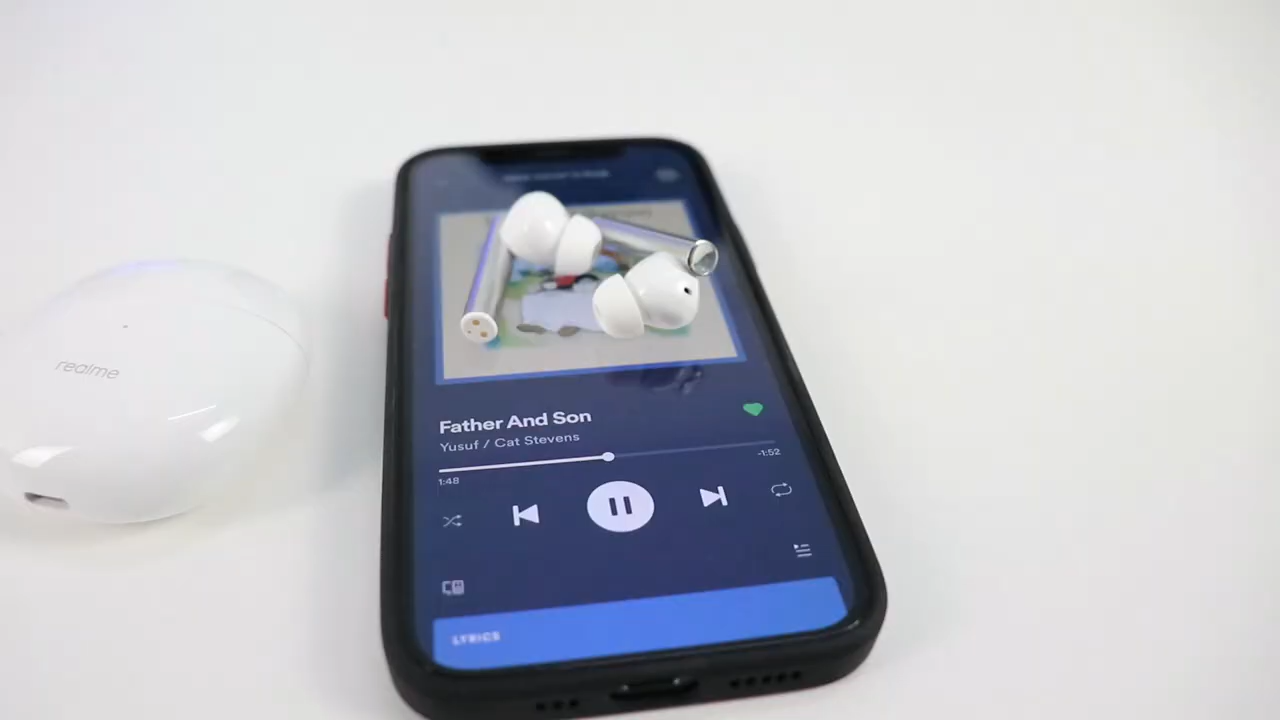 realme
Father And Son
Yusuf / Cat Stevens
1:48
-1:52
LYRICS